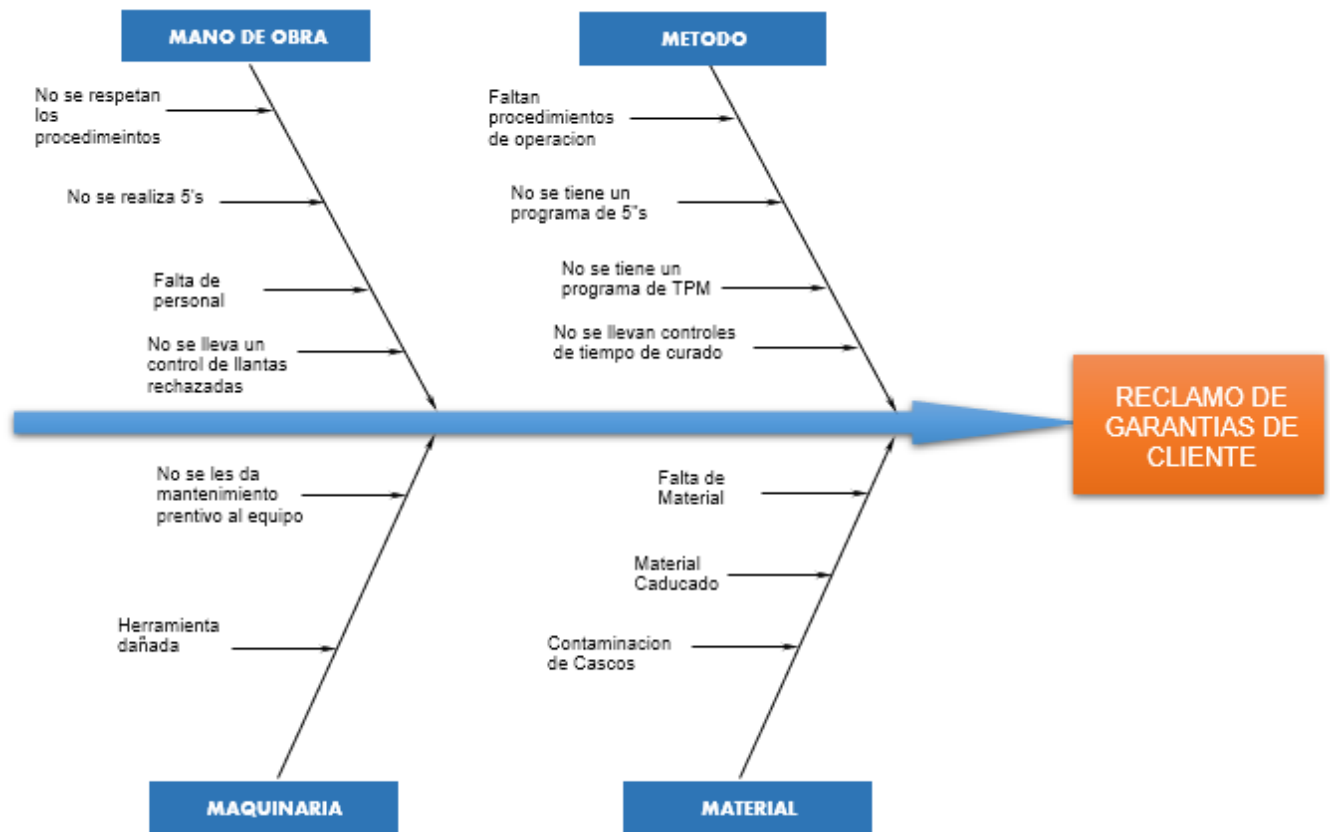 MANO DE OBRA
No se respetan
los
procedimeintos
No se realiza 5's
Falta de
personal
No se lleva un
control de llantas
rechazadas
METODO
Faltan
procedimientos
de operacion
No se tiene un
programa de 5"s
No se tiene un
programa de TPM
No se llevan controles
de tiempo de curado
RECLAMO DE
GARANTIAS DE
CLIENTE
No se les da
mantenimiento
prentivo al equipo
Herramienta
dañada
MAQUINARIA
Falta de
Material
Material
Caducado
Contaminacion
de Cascos
MATERIAL